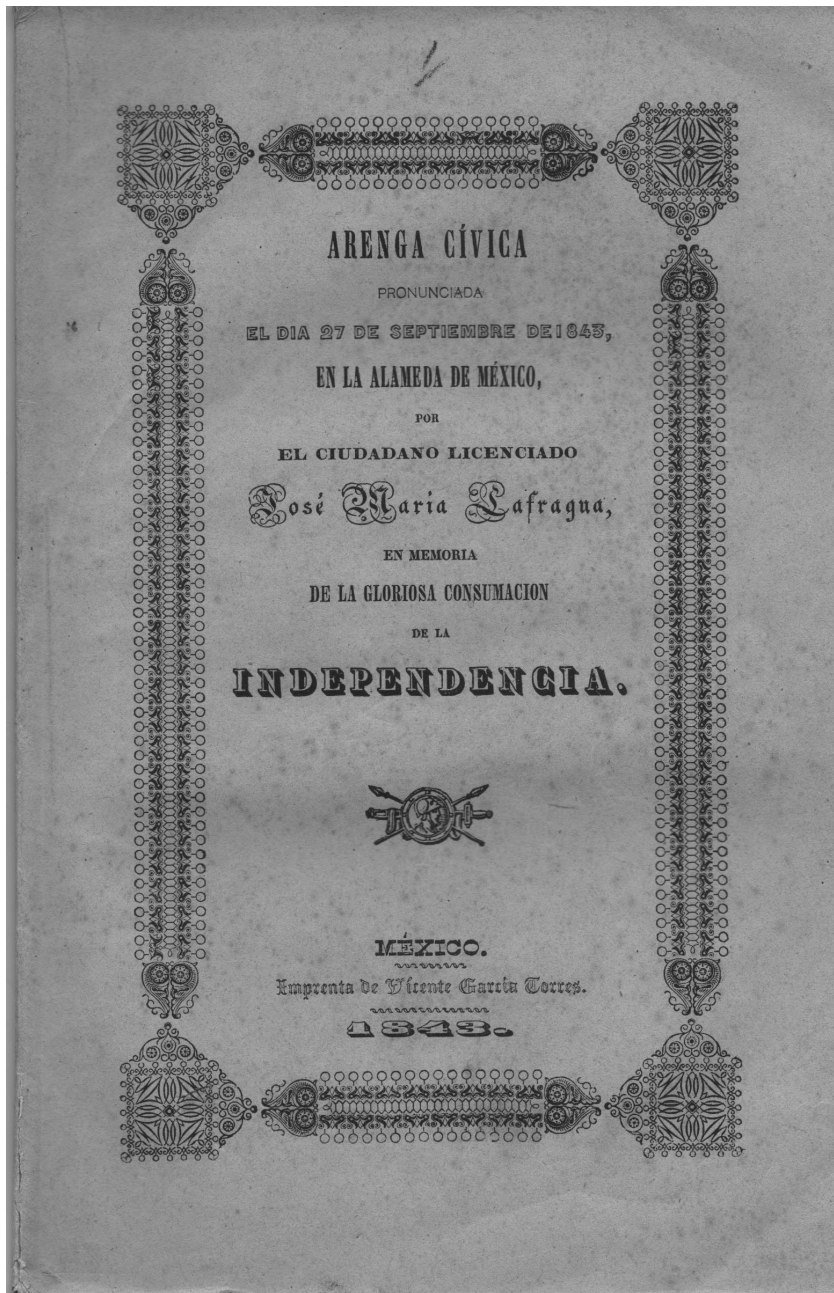 ARENGA CÍVICA
PRONUNCIADA
EL DIA 27 DE SEPTIEMBRE DE 1843,
EN LA ALAMEDA DE MÉXICO,
POR
EL CIUDADANO LICENCIADO
José Maria Lafragua,
EN MEMORIA
DE LA GLORIOSA CONSUMACION
DE LA
INDEPENDENCIA.
MÉXICO.
Imprenta de Vicente García Torres.
1843.